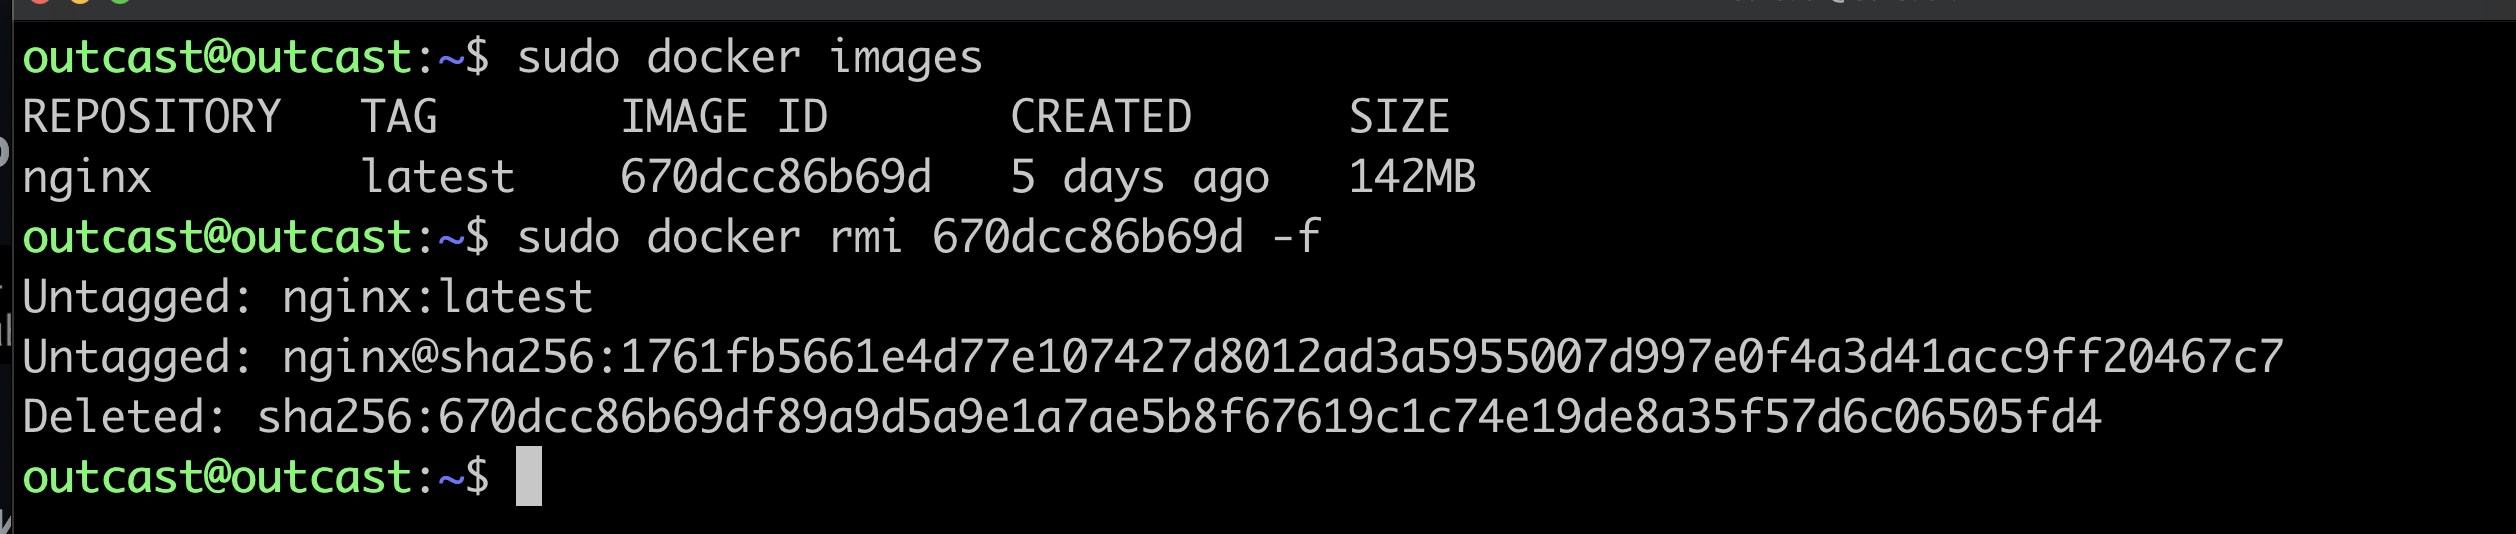 outcast@outcast:~$ sudo docker images
REPOSITORY   TAG       IMAGE ID       CREATED      SIZE
nginx        latest    670dcc86b69d   5 days ago   142MB
outcast@outcast:~$ sudo docker rmi 670dcc86b69d -f
Untagged: nginx:latest
Untagged: nginx@sha256:1761fb5661e4d77e107427d8012ad3a5955007d997e0f4a3d41acc9ff20467c7
Deleted: sha256:670dcc86b69df89a9d5a9e1a7ae5b8f67619c1c74e19de8a35f57d6c06505fd4
outcast@outcast:~$